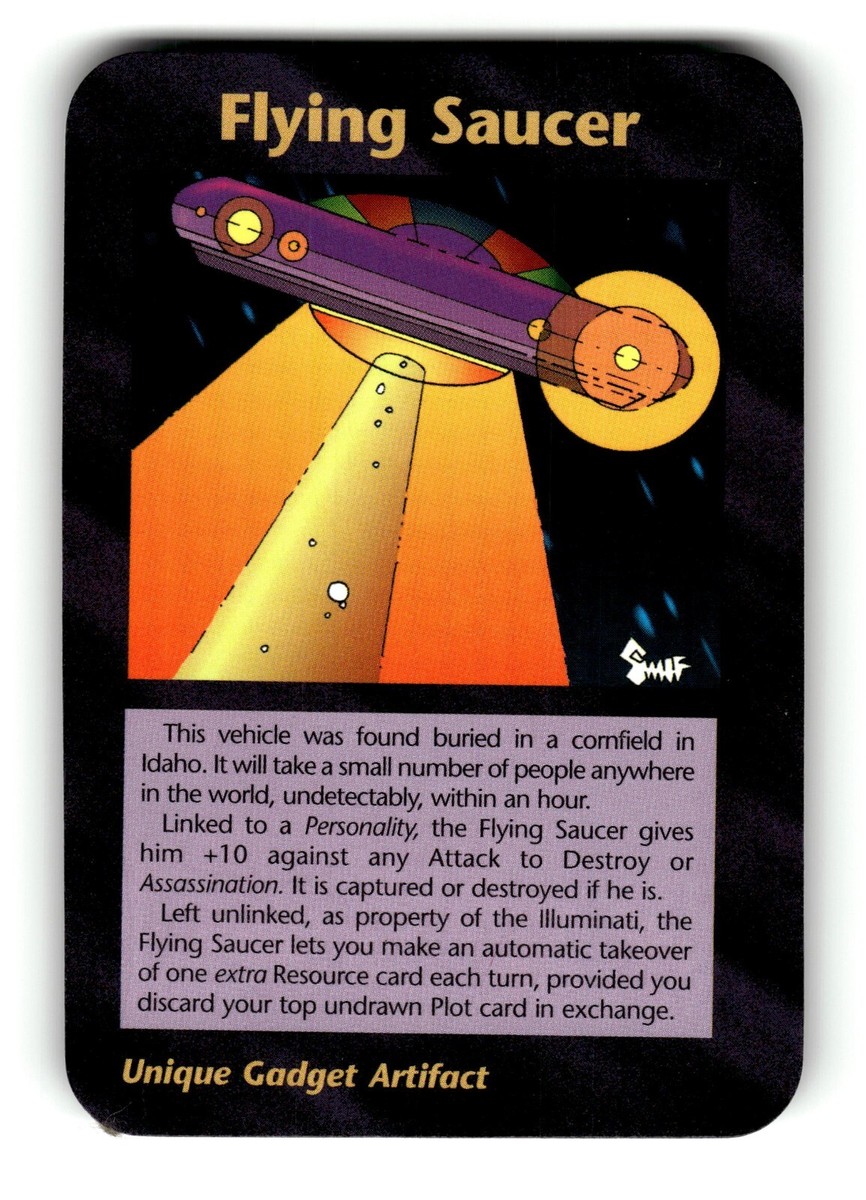 Flying Saucer
Smif
This vehicle was found buried in a cornfield in
Idaho. It will take a small number of people anywhere
in the world, undetectably, within an hour.
Linked to a Personality, the Flying Saucer gives
him +10 against any Attack to Destroy or
Assassination. It is captured or destroyed if he is.
Left unlinked, as property of the Illuminati, the
Flying Saucer lets you make an automatic takeover
of one extra Resource card each turn, provided you
discard your top undrawn Plot card in exchange.
Unique Gadget Artifact